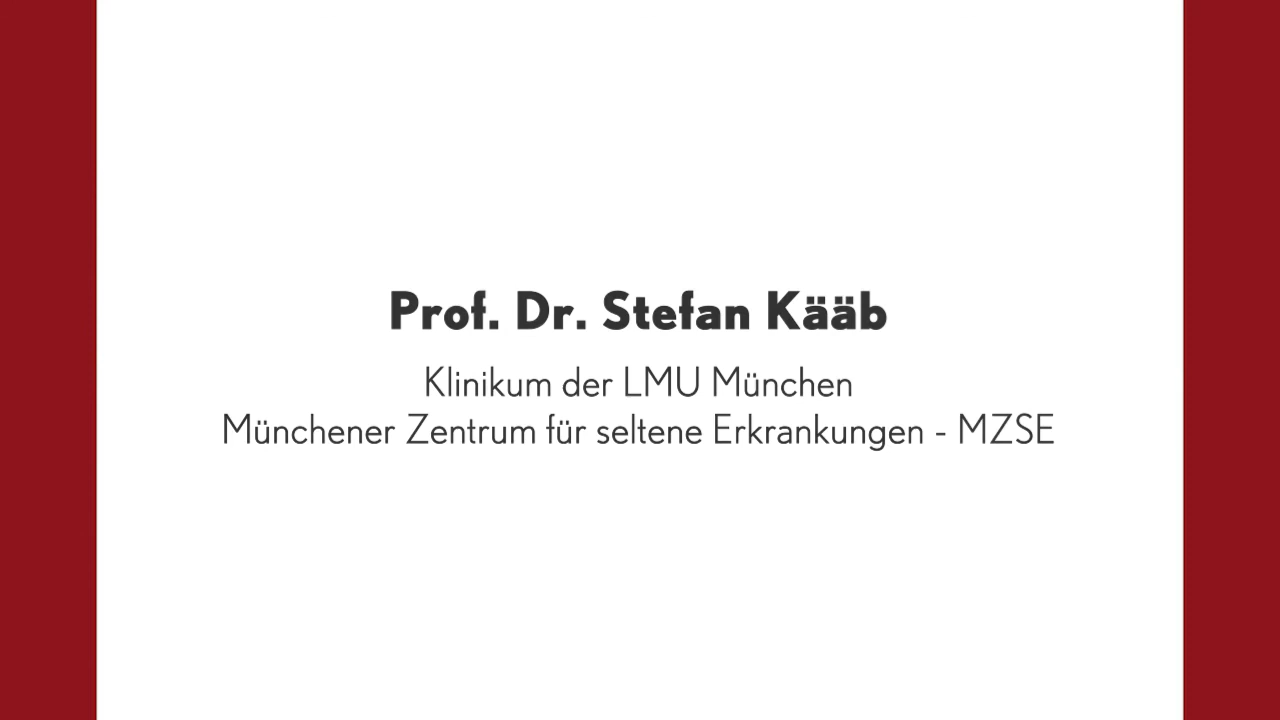 Prof. Dr. Stefan Kääb
Klinikum der LMU München
Münchener Zentrum für seltene Erkrankungen - MZSE